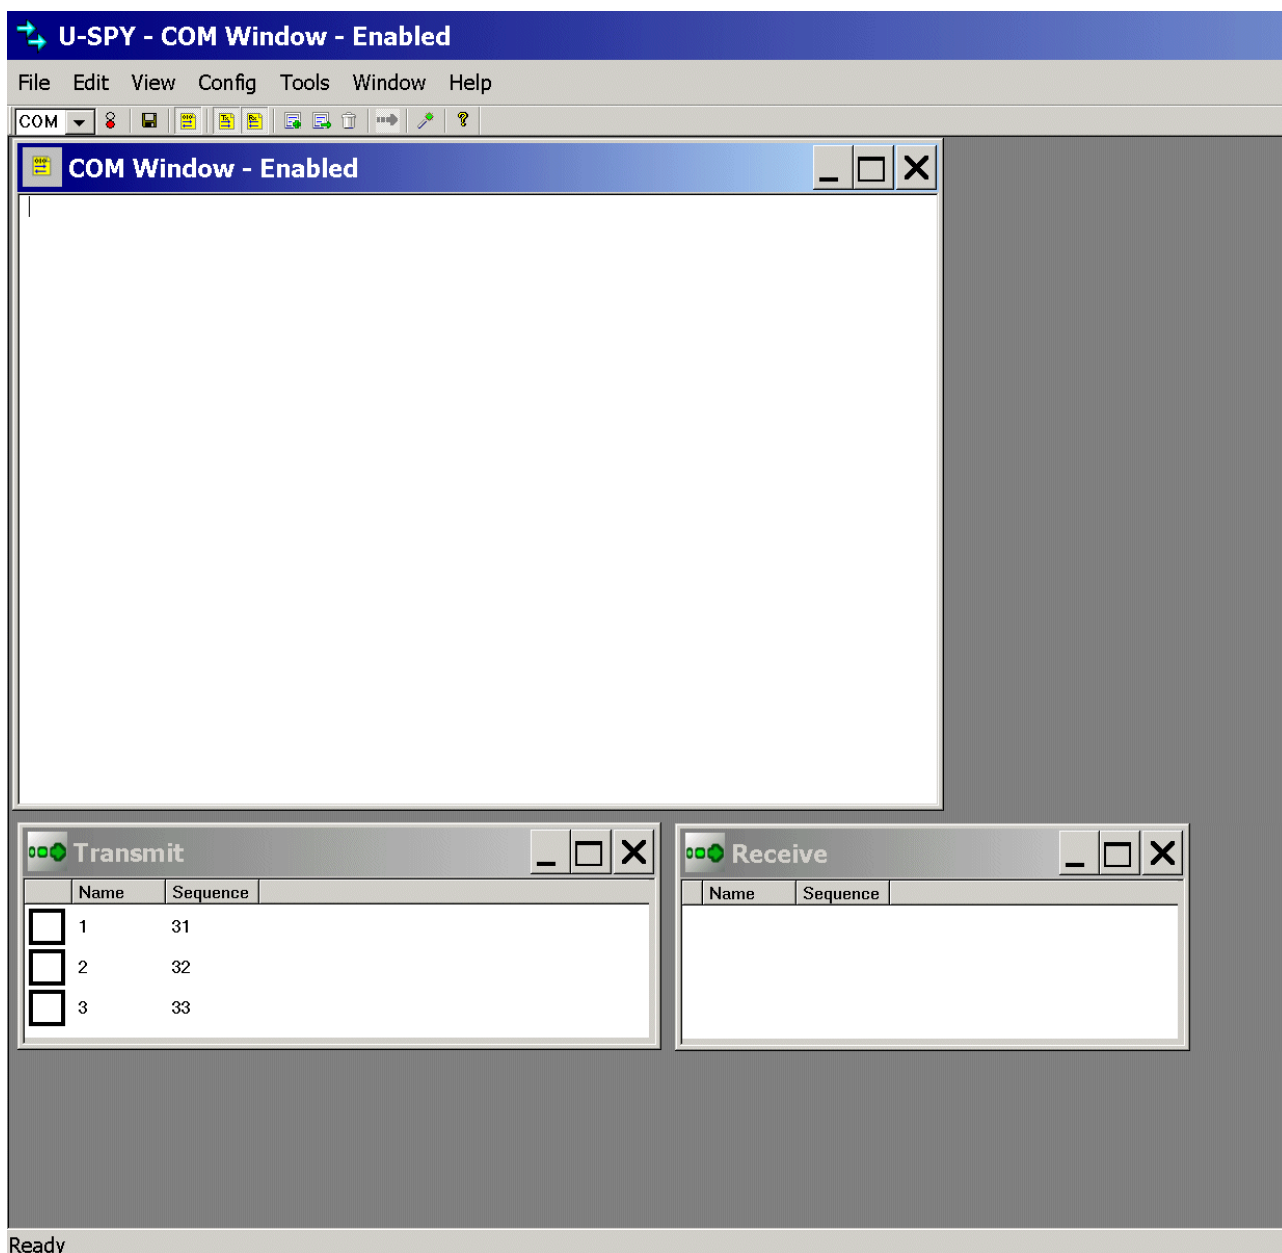 U-SPY - COM Window - Enabled
File Edit View Config Tools Window Help
COM
COM Window - Enabled
Transmit
Name Sequence
1 31
2 32
3 33
Receive
Name Sequence
Ready